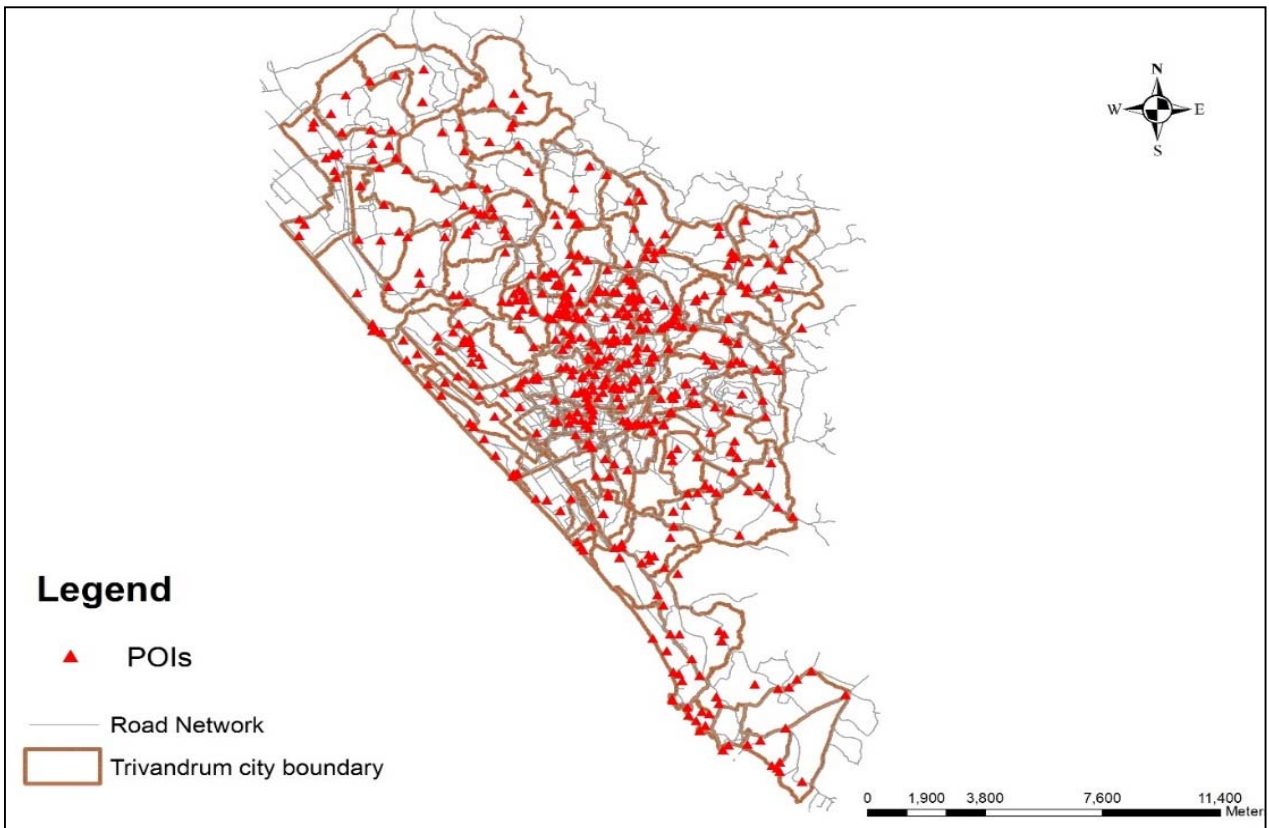 N
W E
S
Legend
POIs
Road Network
Trivandrum city boundary
0 1,900 3,800 7,600 11,400
Meter